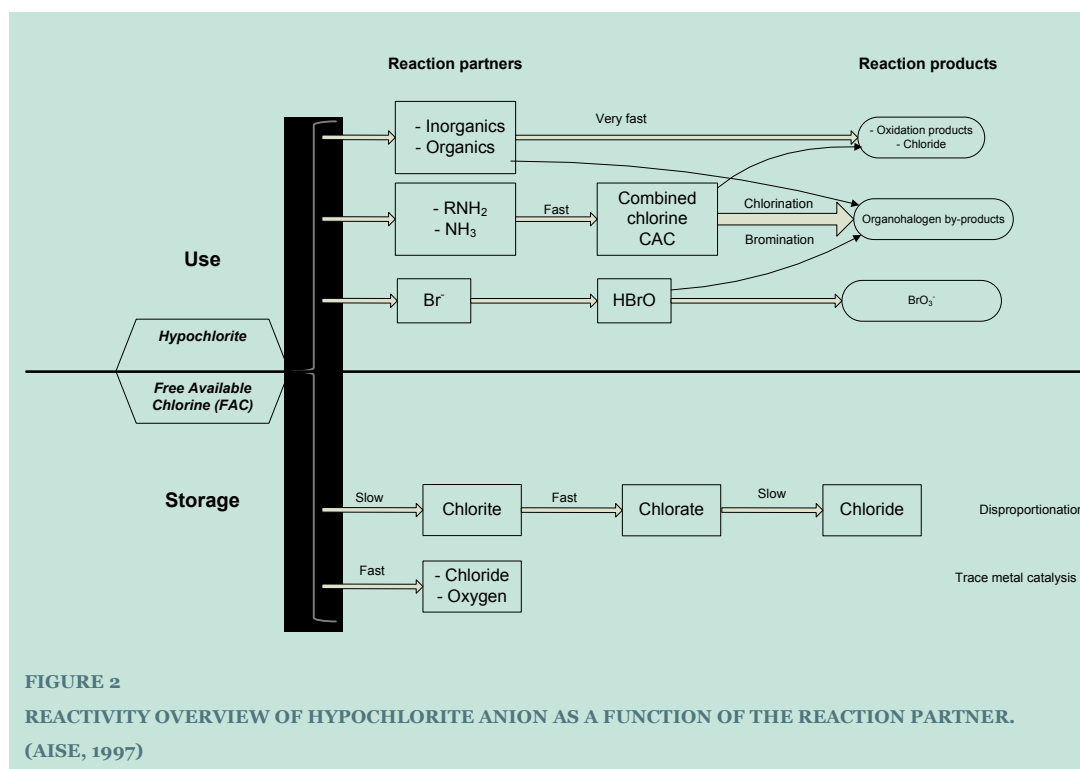 Reaction partners
Reaction products
- Inorganics
- Organics
Very fast
- Oxidation products
- Chloride
- RNH₂
- NH₃
Fast
Combined
chlorine
CAC
Chlorination
Bromination
Organohalogen by-products
Use
Br⁻
HBrO
BrO₃⁻
Hypochlorite
Free Available
Chlorine (FAC)
Storage
Slow
Chlorite
Fast
Chlorate
Slow
Chloride
Disproportionation
Fast
- Chloride
- Oxygen
Trace metal catalysis
FIGURE 2
REACTIVITY OVERVIEW OF HYPOCHLORITE ANION AS A FUNCTION OF THE REACTION PARTNER.
(AISE, 1997)